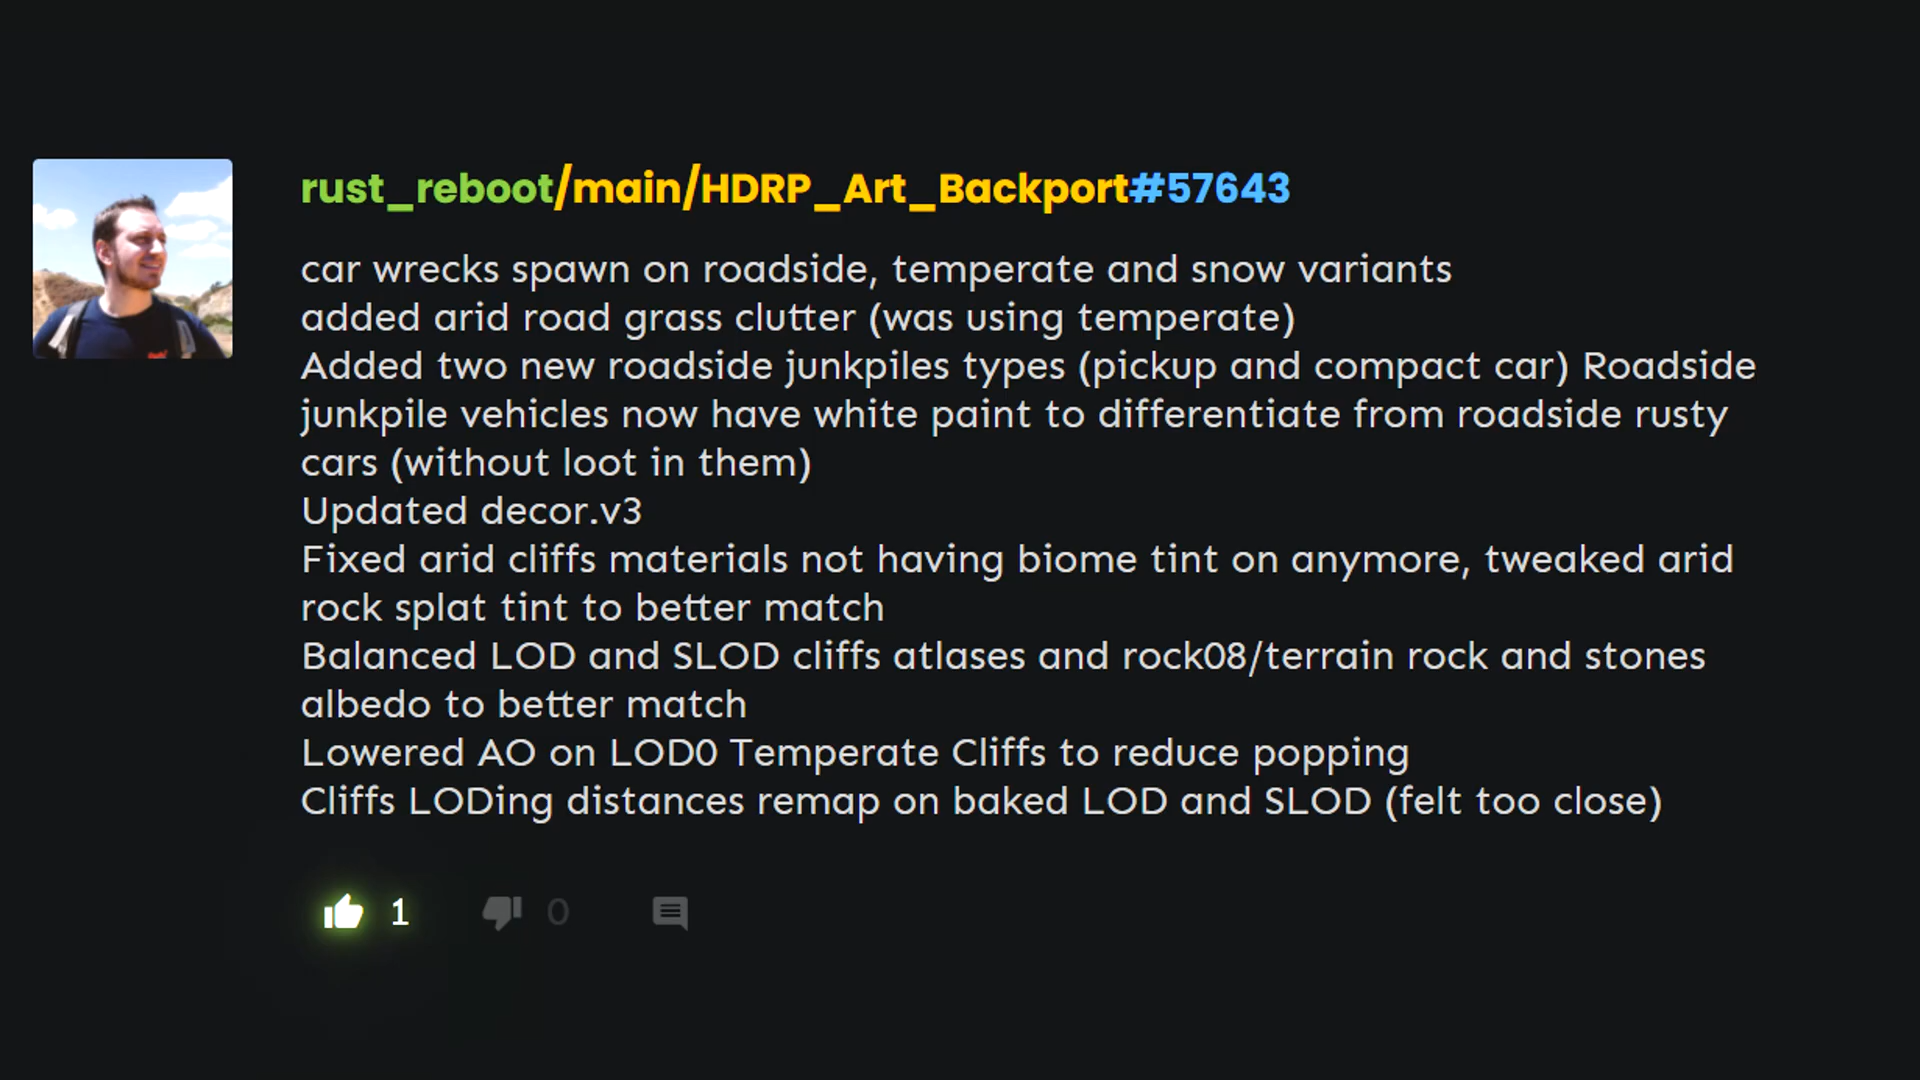 rust_reboot/main/HDRP_Art_Backport#57643
car wrecks spawn on roadside, temperate and snow variants
added arid road grass clutter (was using temperate)
Added two new roadside junkpiles types (pickup and compact car) Roadside
junkpile vehicles now have white paint to differentiate from roadside rusty
cars (without loot in them)
Updated decor.v3
Fixed arid cliffs materials not having biome tint on anymore, tweaked arid
rock splat tint to better match
Balanced LOD and SLOD cliffs atlases and rock08/terrain rock and stones
albedo to better match
Lowered AO on LOD0 Temperate Cliffs to reduce popping
Cliffs LODing distances remap on baked LOD and SLOD (felt too close)
1 0